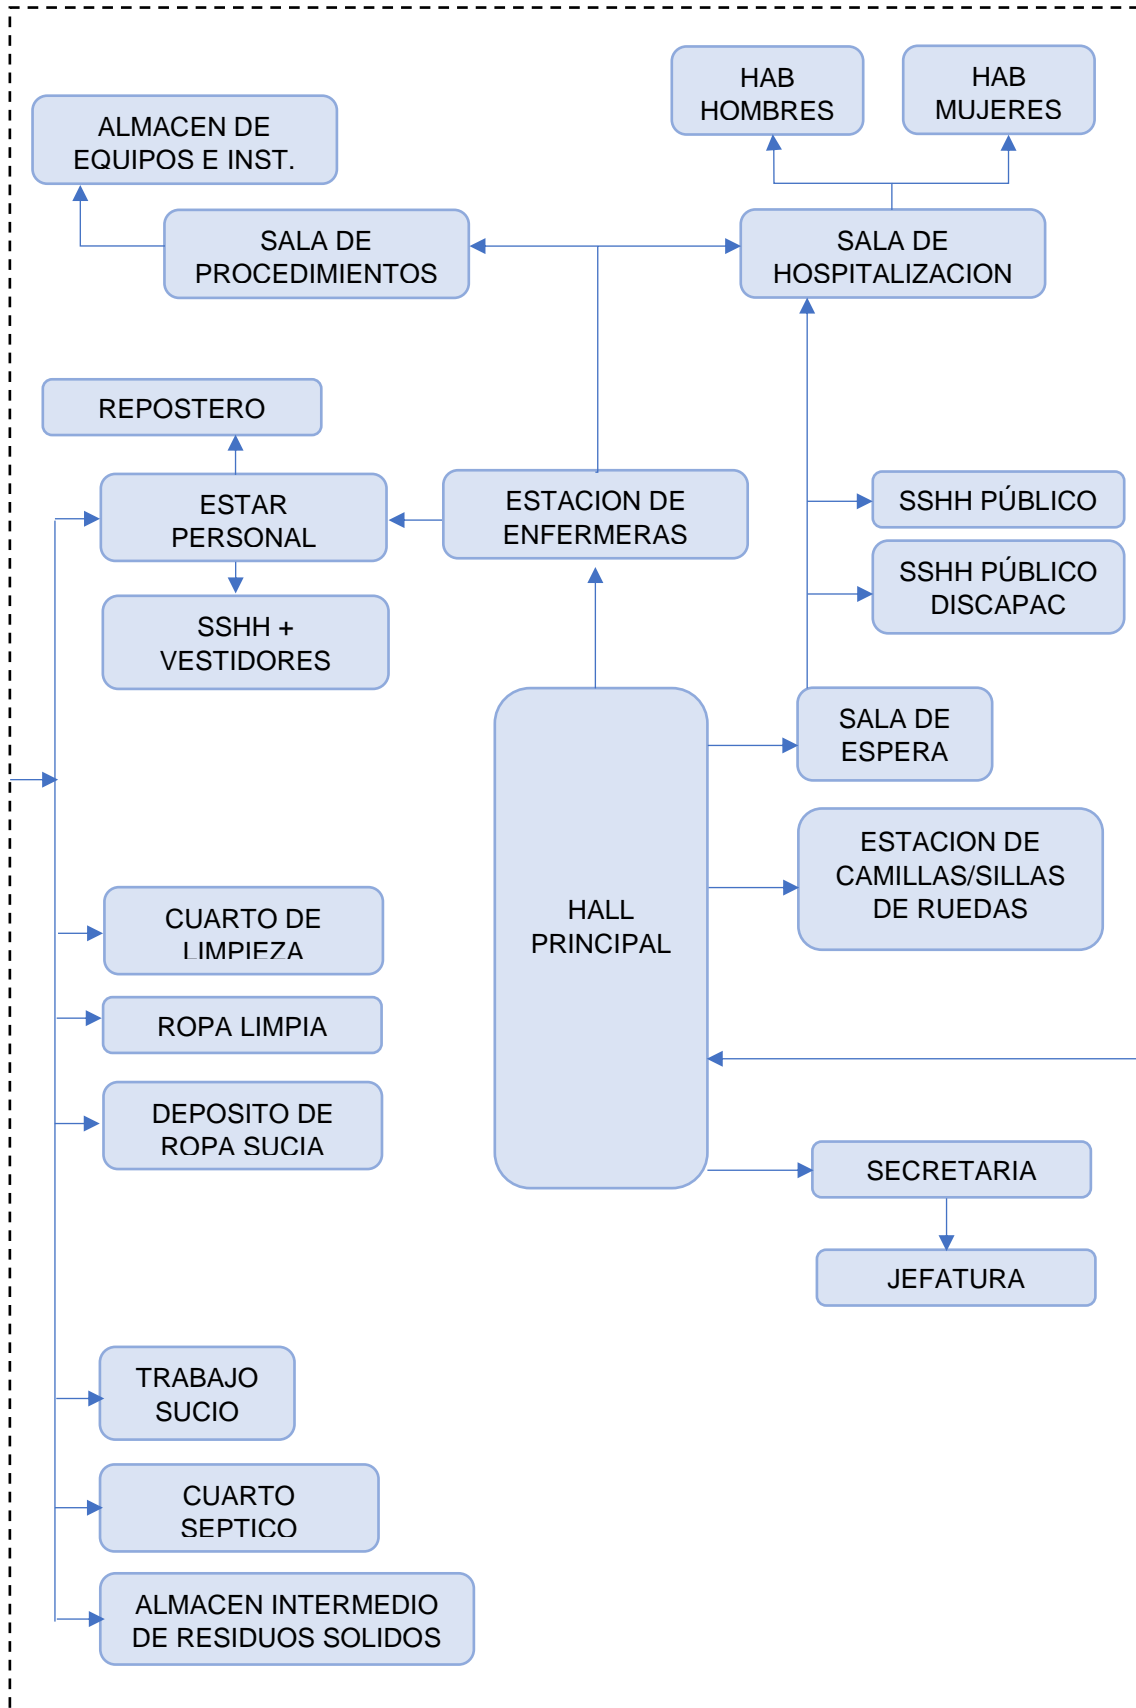 HAB
HOMBRES
HAB
MUJERES
ALMACEN DE
EQUIPOS E INST.
SALA DE
PROCEDIMIENTOS
SALA DE
HOSPITALIZACION
REPOSTERO
ESTAR
PERSONAL
ESTACION DE
ENFERMERAS
SSHH PÚBLICO
SSHH PÚBLICO
DISCAPAC
SSHH +
VESTIDORES
SALA DE
ESPERA
ESTACION DE
CAMILLAS/SILLAS
DE RUEDAS
HALL
PRINCIPAL
CUARTO DE
LIMPIEZA
ROPA LIMPIA
DEPOSITO DE
ROPA SUCIA
SECRETARIA
JEFATURA
TRABAJO
SUCIO
CUARTO
SEPTICO
ALMACEN INTERMEDIO
DE RESIDUOS SOLIDOS